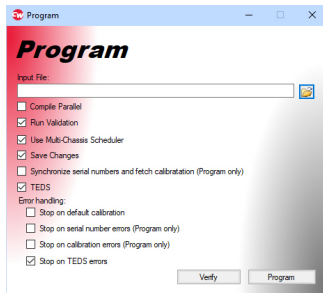 Program
Program
Input File:
Compile Parallel
Run Validation
Use Multi-Chassis Scheduler
Save Changes
Synchronize serial numbers and fetch calibratation (Program only)
TEDS
Error handling:
Stop on default calibration
Stop on serial number errors (Program only)
Stop on calibration errors (Program only)
Stop on TEDS errors
Verify
Program